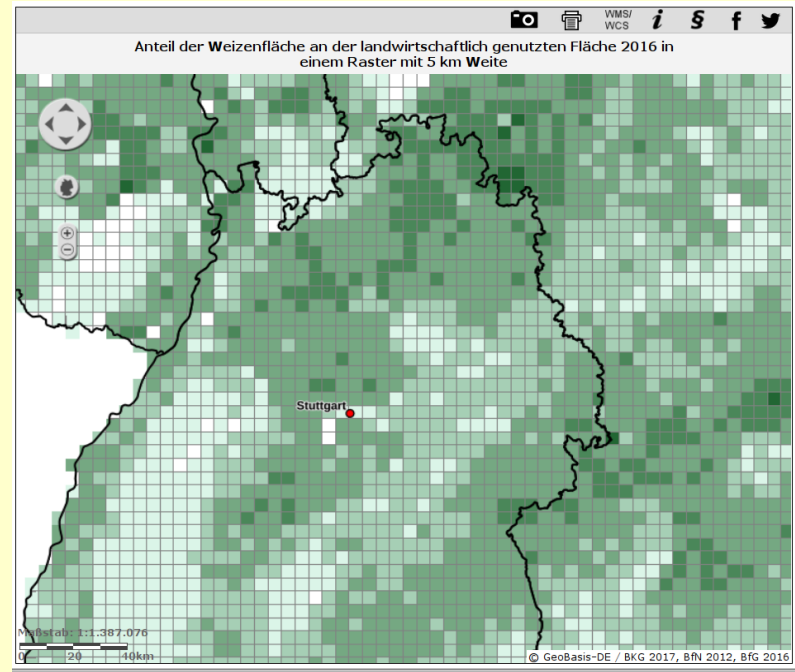 WMS/
WCS
i § f
Anteil der Weizenfläche an der landwirtschaftlich genutzten Fläche 2016 in
einem Raster mit 5 km Weite
Stuttgart
Maßstab: 1:1.387.076
0 20 40km
© GeoBasis-DE / BKG 2017, BfN 2012, BfG 2016